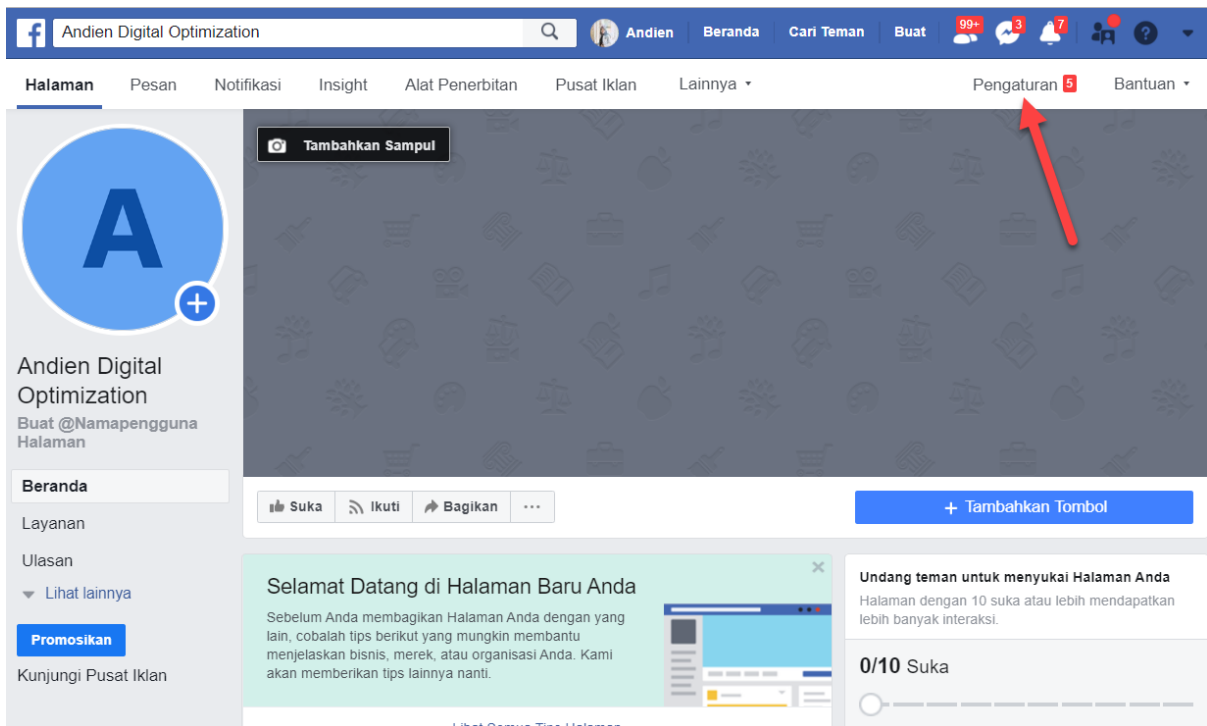 f
Andien Digital Optimization
Andien
Beranda
Cari Teman
Buat
99+
3
7
Halaman
Pesan
Notifikasi
Insight
Alat Penerbitan
Pusat Iklan
Lainnya
Pengaturan 5
Bantuan
Tambahkan Sampul
A
Andien Digital
Optimization
Buat @Namapengguna
Halaman
Beranda
Layanan
Ulasan
Lihat lainnya
Promosikan
Kunjungi Pusat Iklan
Suka
Ikuti
Bagikan
...
+ Tambahkan Tombol
Selamat Datang di Halaman Baru Anda
Sebelum Anda membagikan Halaman Anda dengan yang
lain, cobalah tips berikut yang mungkin membantu
menjelaskan bisnis, merek, atau organisasi Anda. Kami
akan memberikan tips lainnya nanti.
Lihat Semua Tips Halaman
Undang teman untuk menyukai Halaman Anda
Halaman dengan 10 suka atau lebih mendapatkan
lebih banyak interaksi.
0/10 Suka